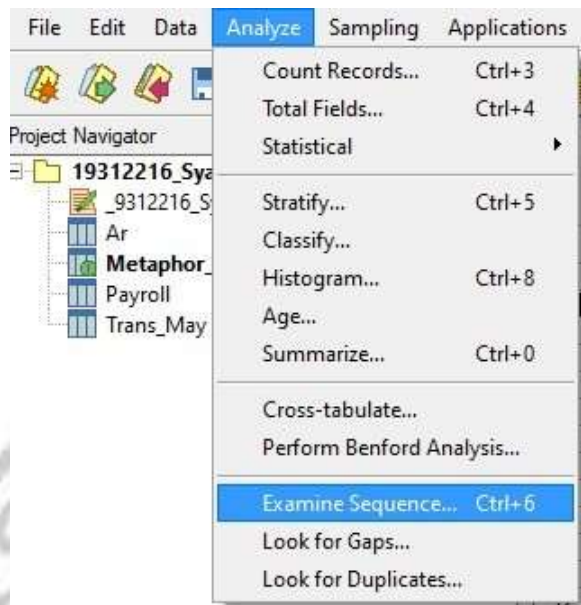 File Edit Data Analyze Sampling Applications
Project Navigator
19312216_Sya
_9312216_S
Ar
Metaphor_
Payroll
Trans_May
Count Records... Ctrl+3
Total Fields... Ctrl+4
Statistical
Stratify... Ctrl+5
Classify...
Histogram... Ctrl+8
Age...
Summarize... Ctrl+0
Cross-tabulate...
Perform Benford Analysis...
Examine Sequence... Ctrl+6
Look for Gaps...
Look for Duplicates...